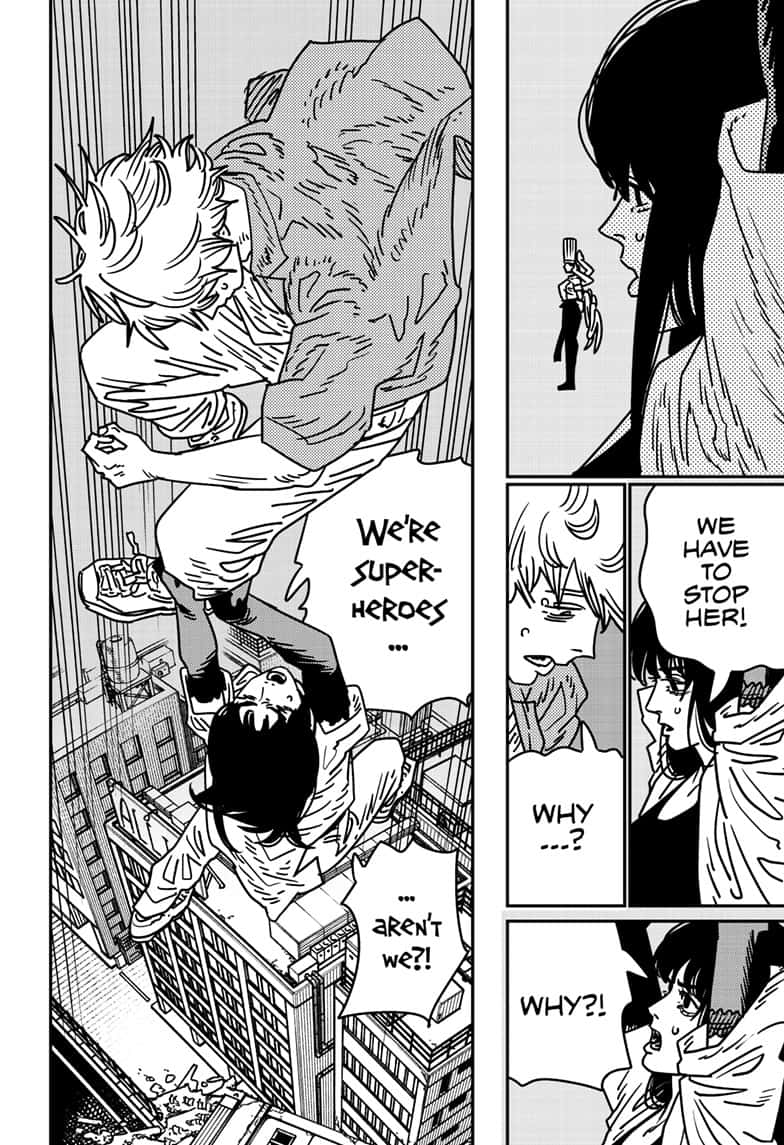 WE
HAVE
TO
STOP
HER!
WHY
...?
WHY?!
We're
super-
heroes
...
...
aren't
we?!